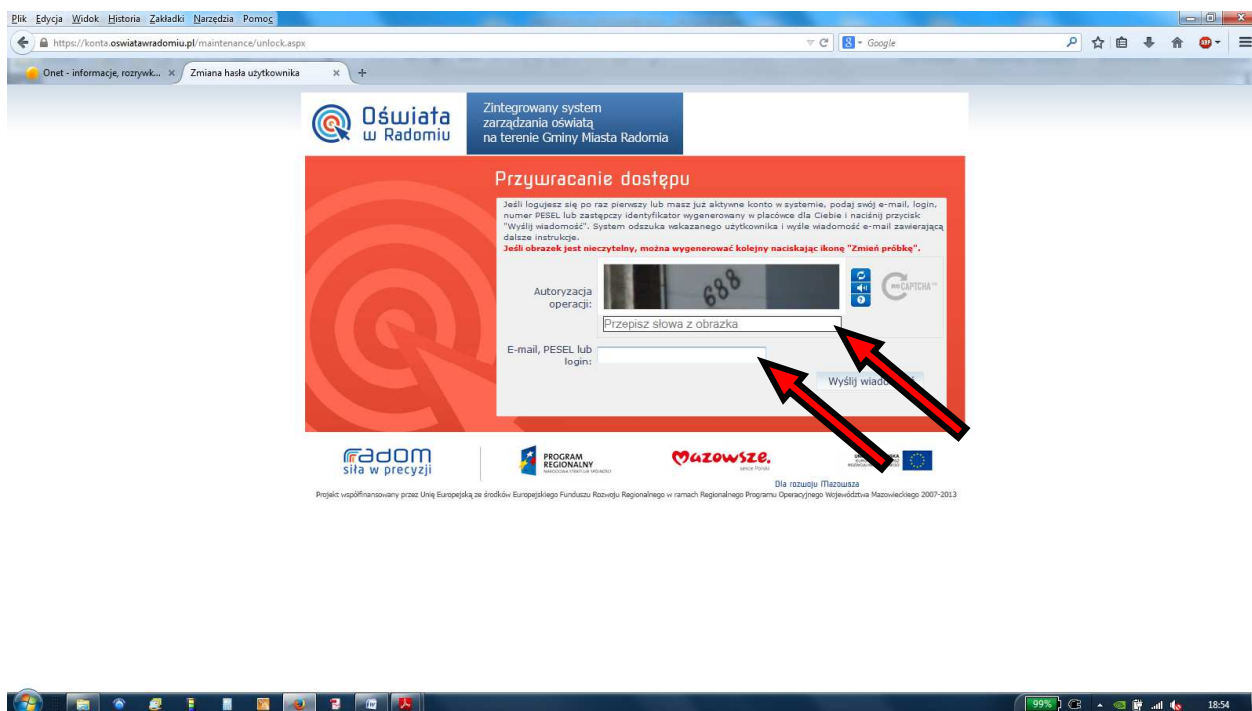 Plik Edycja Widok Historia Zakładki Narzędzia Pomoc
https://konta.oswiatawradomiu.pl/maintenance/unlock.aspx
Google
Onet - informacje, rozrywk...
Zmiana hasła użytkownika
Oświata
w Radomiu
Zintegrowany system
zarządzania oświatą
na terenie Gminy Miasta Radomia
Przywracanie dostępu
Jeśli logujesz się po raz pierwszy lub masz już aktywne konto w systemie, podaj swój e-mail, login,
numer PESEL lub zastępczy identyfikator wygenerowany w placówce dla Ciebie i naciśnij przycisk
"Wyślij wiadomość". System odszuka wskazanego użytkownika i wyśle wiadomość e-mail zawierającą
dalsze instrukcje.
Jeśli obrazek jest nieczytelny, można wygenerować kolejny naciskając ikonę "Zmień próbkę".
Autoryzacja
operacji:
688
CAPTCHA
Przepisz słowa z obrazka
E-mail, PESEL lub
login:
Wyślij
radom
siła w precyzji
PROGRAM
REGIONALNY
NARODOWA STRATEGIA SPÓJNOŚCI
mazowsze.
serce Polski
Dla rozwoju Mazowsza
Projekt współfinansowany przez Unię Europejską ze środków Europejskiego Funduszu Rozwoju Regionalnego w ramach Regionalnego Programu Operacyjnego Województwa Mazowieckiego 2007-2013
99%
18:54